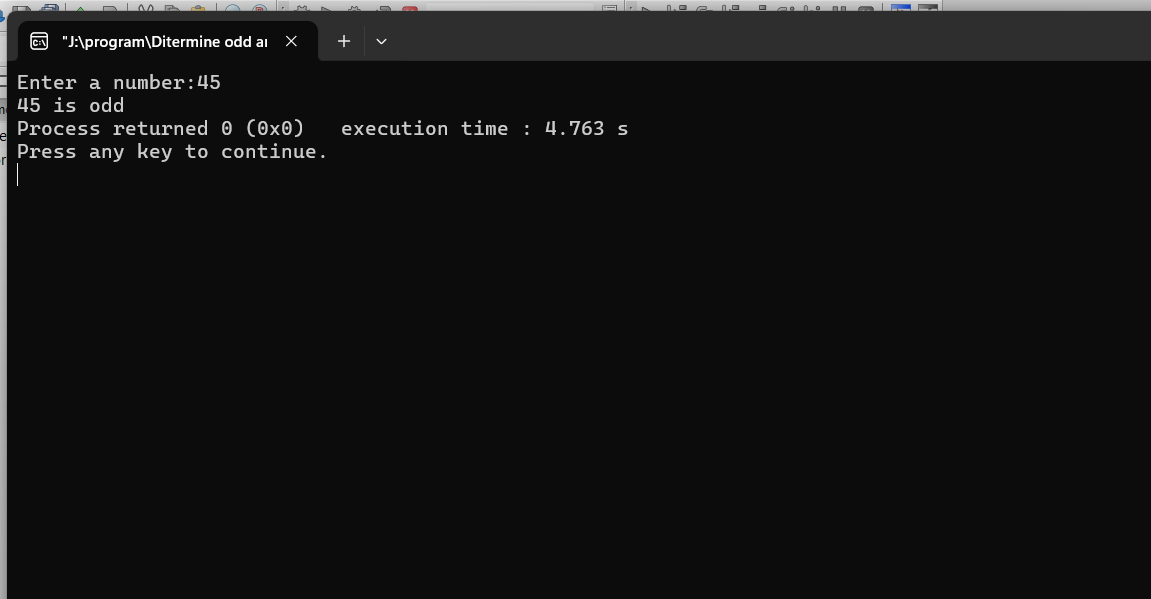 "J:\program\Ditermine odd a
Enter a number:45
45 is odd
Process returned 0 (0x0)   execution time : 4.763 s
Press any key to continue.